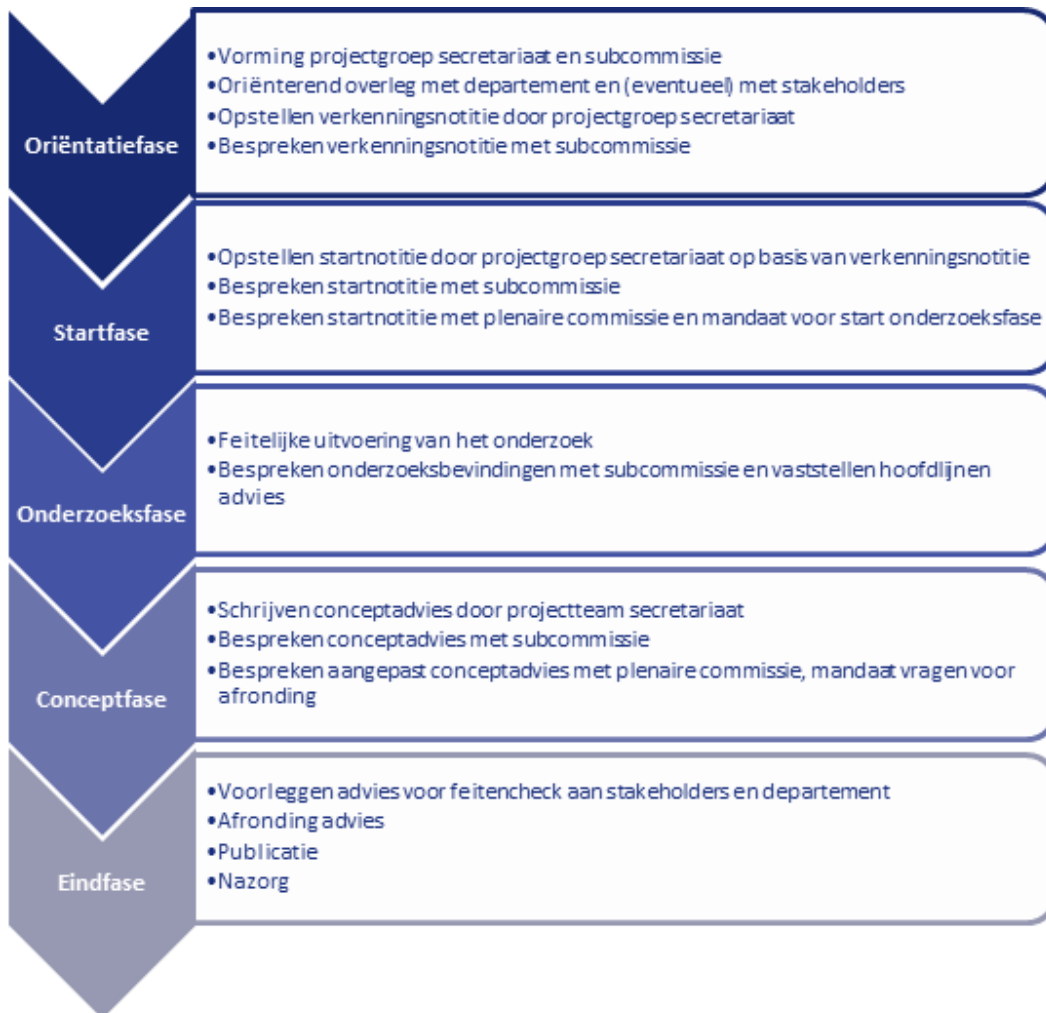 •Vorming projectgroep secretariaat en subcommissie
•Oriënterend overleg met departement en (eventueel) met stakeholders
•Opstellen verkenningsnotitie door projectgroep secretariaat
•Bespreken verkenningsnotitie met subcommissie
Oriëntatiefase
•Opstellen startnotitie door projectgroep secretariaat op basis van verkenningsnotitie
•Bespreken startnotitie met subcommissie
•Bespreken startnotitie met plenaire commissie en mandaat voor start onderzoeksfase
Startfase
•Feitelijke uitvoering van het onderzoek
•Bespreken onderzoeksbevindingen met subcommissie en vaststellen hoofdlijnen
advies
Onderzoeksfase
•Schrijven conceptadvies door projectteam secretariaat
•Bespreken conceptadvies met subcommissie
•Bespreken aangepast conceptadvies met plenaire commissie, mandaat vragen voor
afronding
Conceptfase
•Voorleggen advies voor feitencheck aan stakeholders en departement
•Afronding advies
•Publicatie
•Nazorg
Eindfase